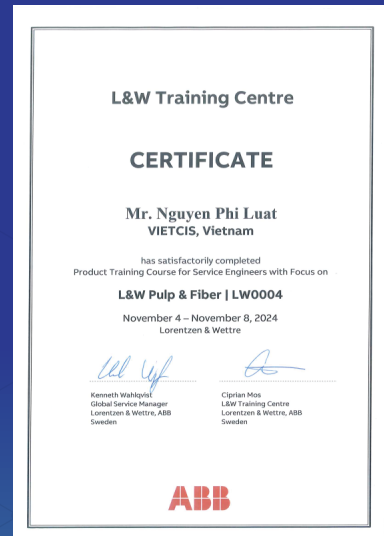 L&W Training Centre
CERTIFICATE
Mr. Nguyen Phi Luat
VIETCIS, Vietnam
has satisfactorily completed
Product Training Course for Service Engineers with Focus on
L&W Pulp & Fiber | LW0004
November 4 – November 8, 2024
Lorentzen & Wettre
Kenneth Wahlqvist
Global Service Manager
Lorentzen & Wettre, ABB
Sweden
Ciprian Mos
L&W Training Centre
Lorentzen & Wettre, ABB
Sweden
ABB